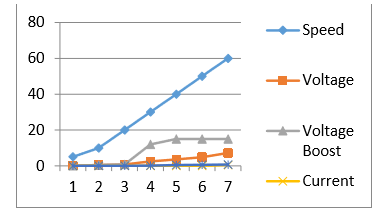 80
60
40
20
0
1 2 3 4 5 6 7
Speed
Voltage
Voltage
Boost
Current